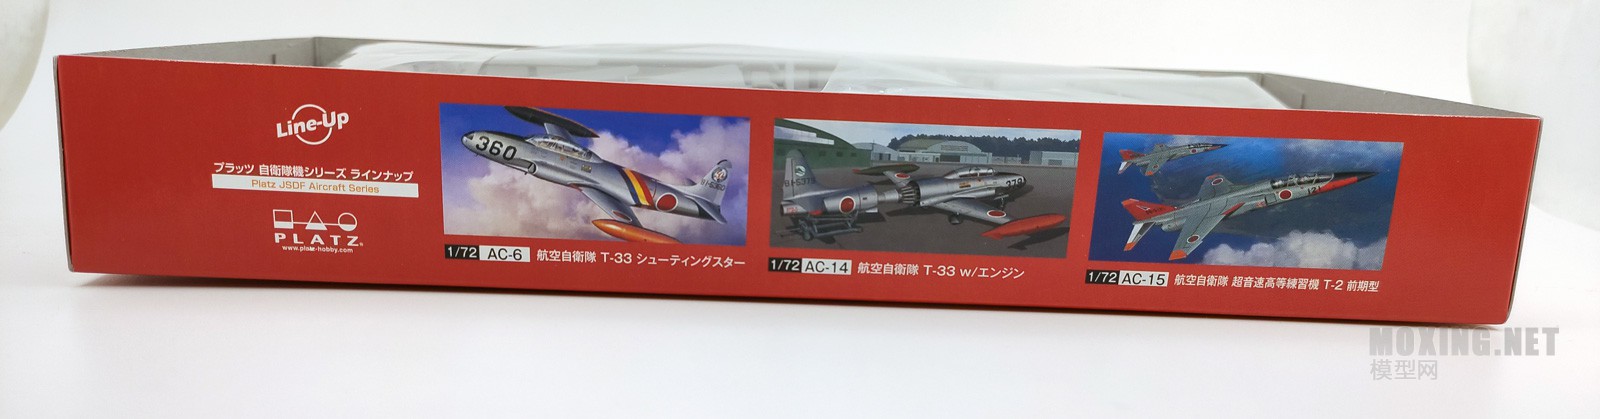 Line-Up
プラッツ 自衛隊機シリーズ ラインナップ
Platz JSDF Aircraft Series
PLATZ®
www.platz-hobby.com
360
1/72 AC-6 航空自衛隊 T-33 シューティングスター
379
1/72 AC-14 航空自衛隊 T-33 w/エンジン
121
1/72 AC-15 航空自衛隊 超音速高等練習機 T-2 前期型
MOXING.NET
模型网